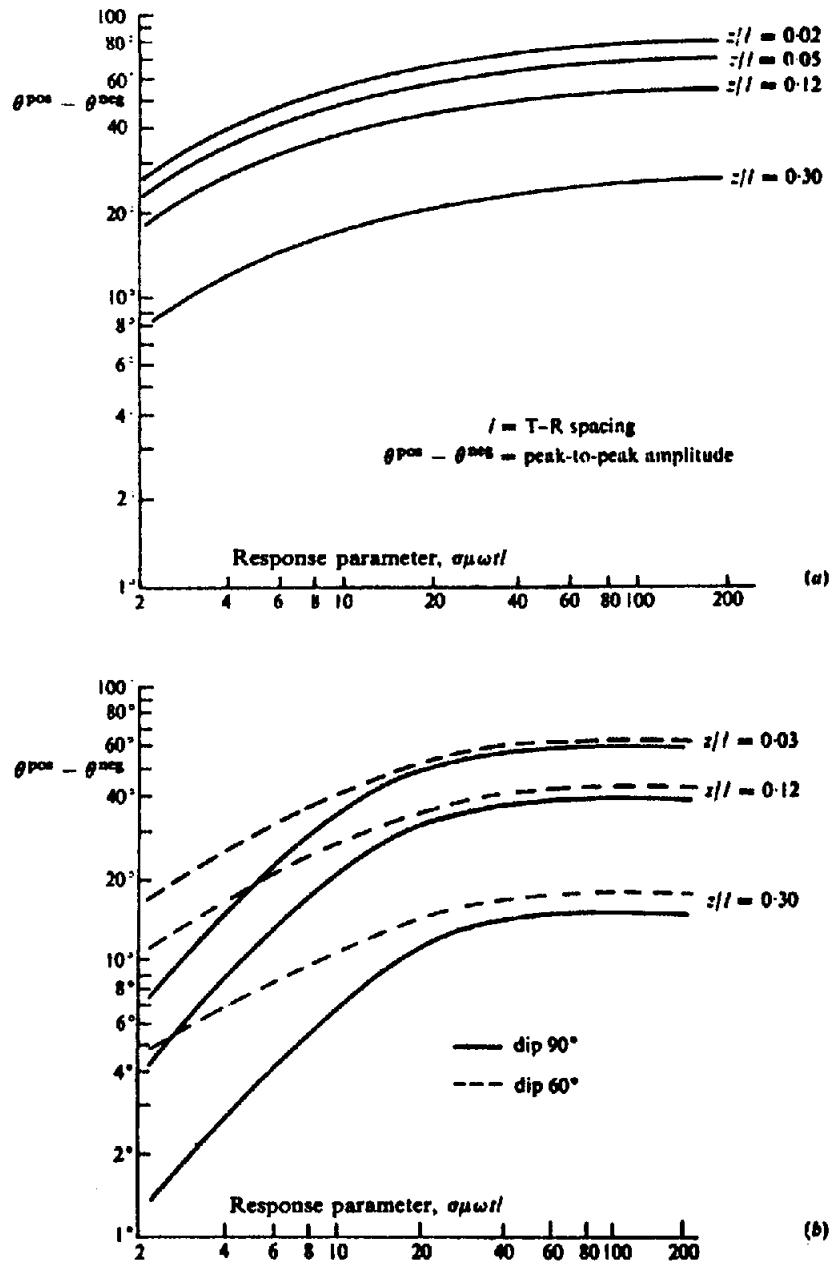 100
80°
60°
40
20°
10°
8°
6°
4
2
1
θpos – θneg
z/l = 0·02
z/l = 0·05
z/l = 0·12
z/l = 0·30
l = T–R spacing
θpos – θneg = peak-to-peak amplitude
Response parameter, σμωtl
2 4 6 8 10 20 40 60 80 100 200
(a)
100
80°
60°
40°
20°
10°
8°
6°
4°
2°
1°
θpos – θneg
z/l = 0·03
z/l = 0·12
z/l = 0·30
dip 90°
dip 60°
Response parameter, σμωtl
2 4 6 8 10 20 40 60 80 100 200
(b)